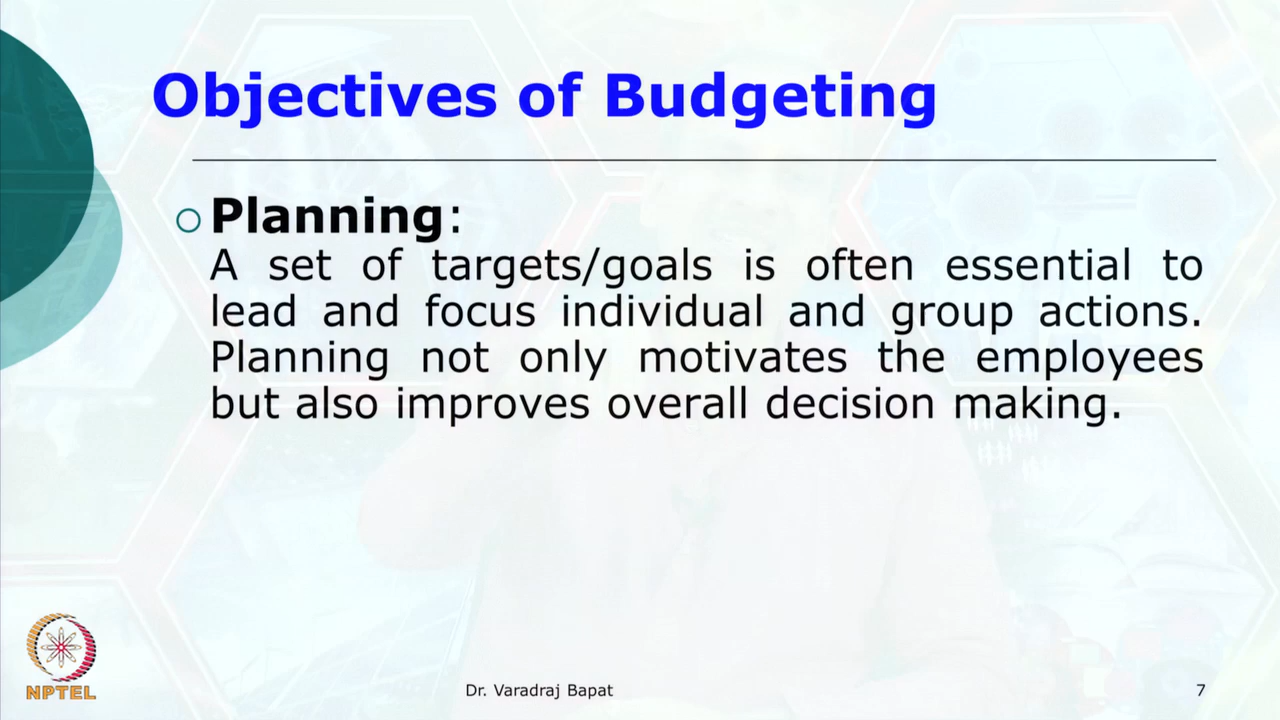 Objectives of Budgeting
Planning:
A set of targets/goals is often essential to
lead and focus individual and group actions.
Planning not only motivates the employees
but also improves overall decision making.
NPTEL
Dr. Varadraj Bapat
7